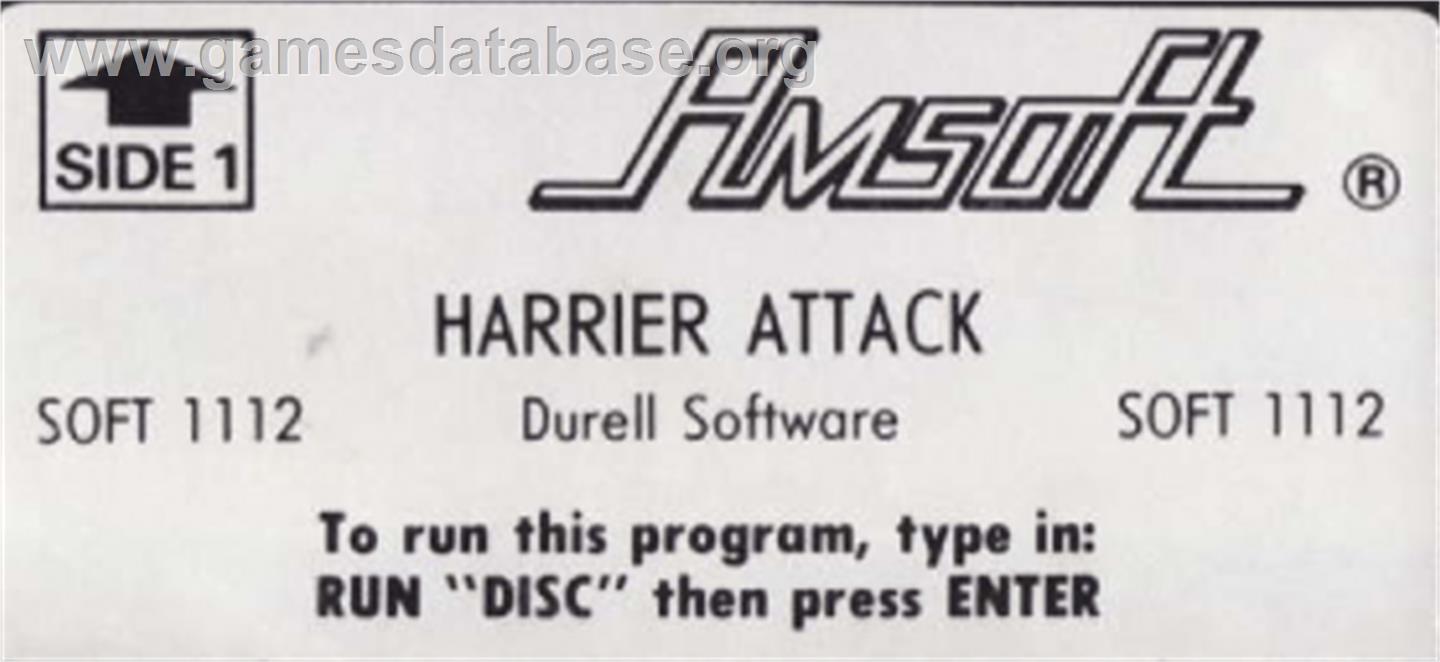 www.gamesdatabase.org
SIDE 1
Amsoft ®
HARRIER ATTACK
SOFT 1112 Durell Software SOFT 1112
To run this program, type in:
RUN "DISC" then press ENTER